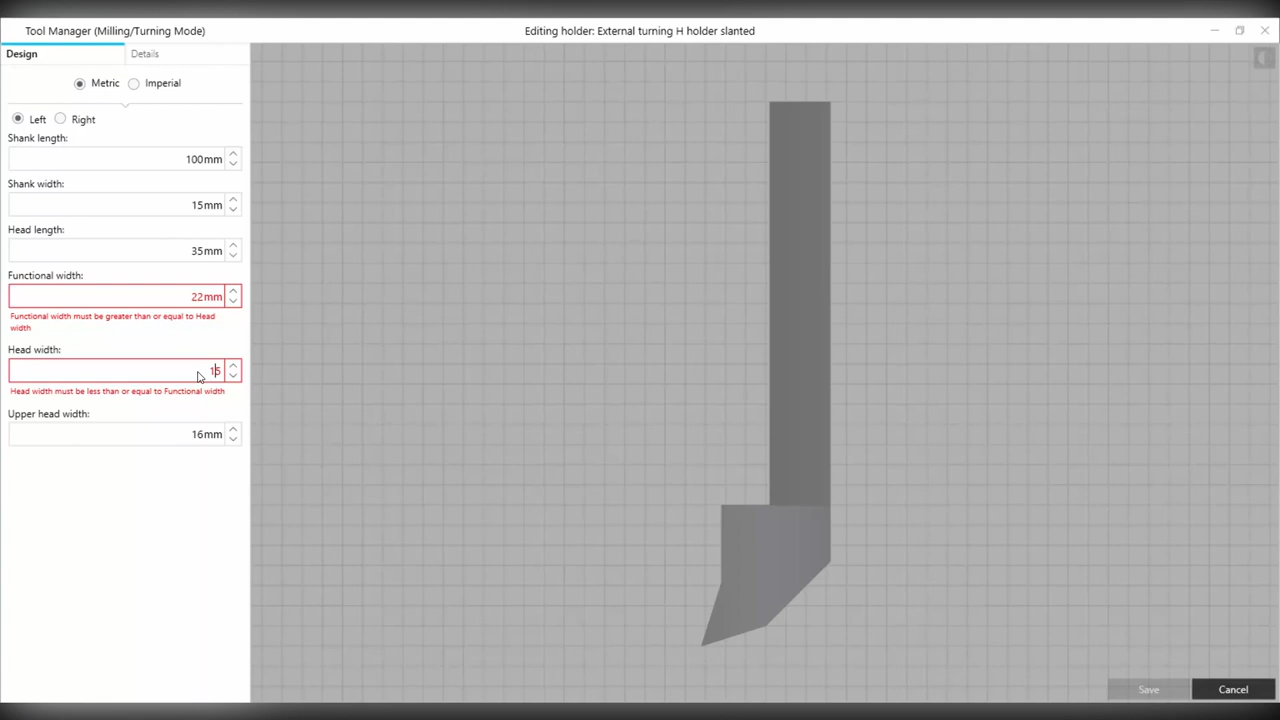 Tool Manager (Milling/Turning Mode)
Editing holder: External turning H holder slanted
Design
Details
Metric
Imperial
Left
Right
Shank length:
100mm
Shank width:
15mm
Head length:
35mm
Functional width:
22mm
Functional width must be greater than or equal to Head
width
Head width:
15
Head width must be less than or equal to Functional width
Upper head width:
16mm
Save
Cancel